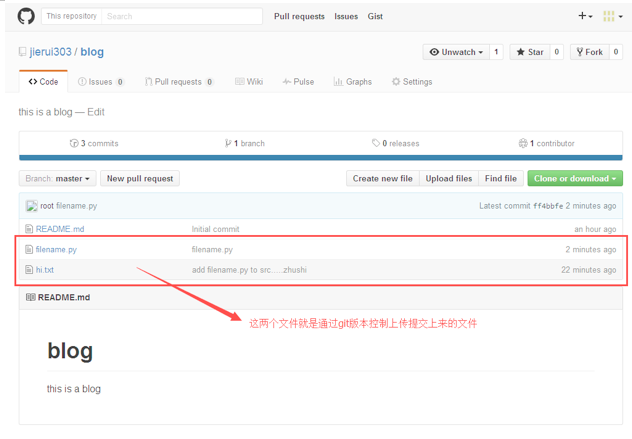 This repository Search Pull requests Issues Gist
jierui303 / blog Unwatch 1 Star 0 Fork 0
Code Issues 0 Pull requests 0 Wiki Pulse Graphs Settings
this is a blog — Edit
3 commits 1 branch 0 releases 1 contributor
Branch: master New pull request Create new file Upload files Find file Clone or download
root filename.py Latest commit ff4bbfe 2 minutes ago
README.md Initial commit an hour ago
filename.py filename.py 2 minutes ago
hi.txt add filename.py to src.....zhushi 22 minutes ago
README.md
这两个文件就是通过git版本控制上传提交上来的文件
blog
this is a blog